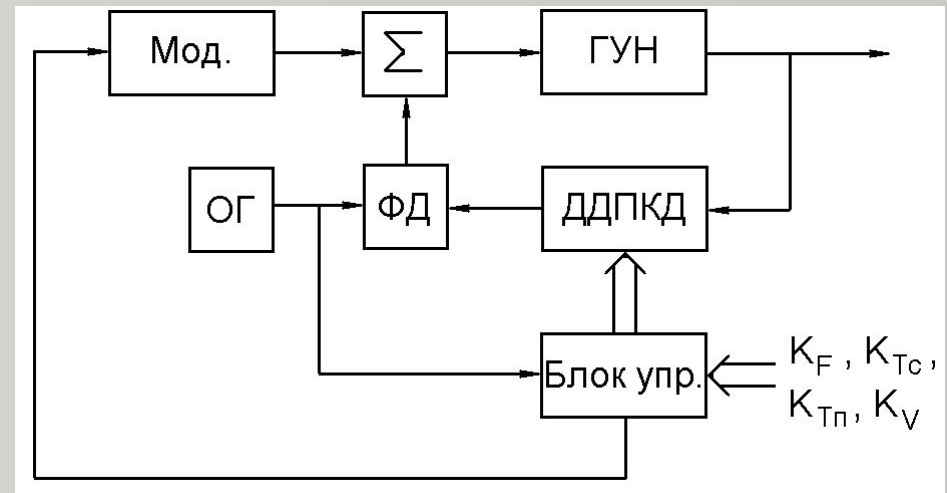 Мод.
Σ
ГУН
ОГ
ФД
ДДПКД
Блок упр.
K_F , K_Tc ,
K_Tп , K_V